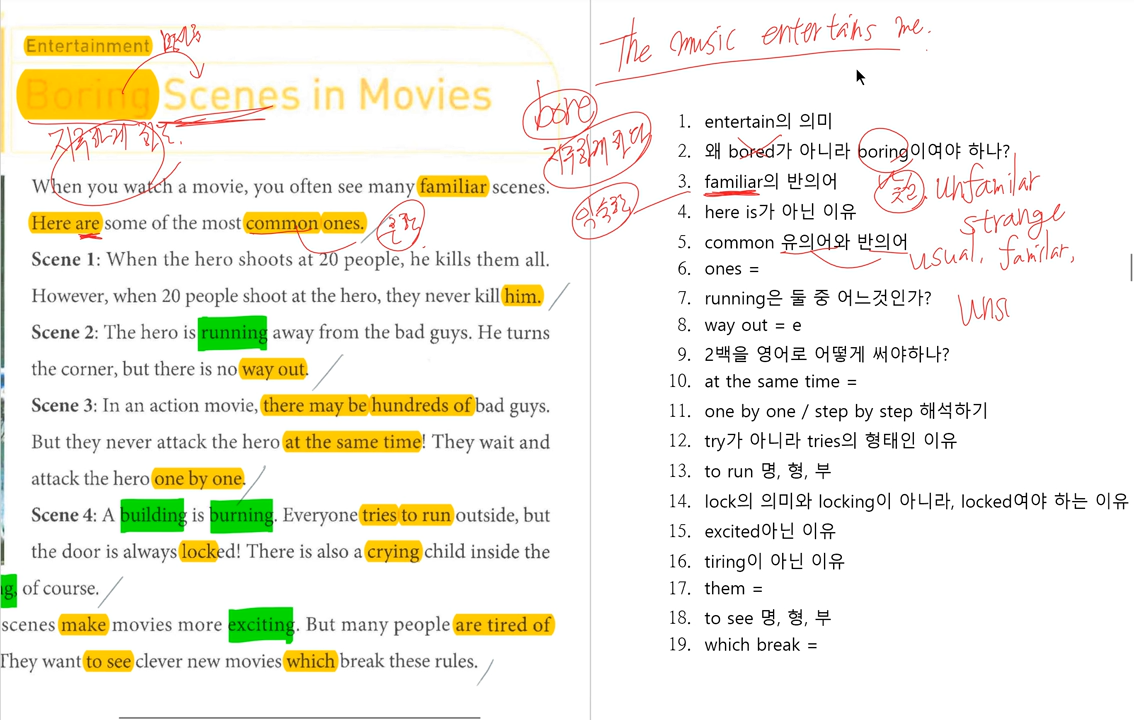 Entertainment
Boring Scenes in Movies
지루하게 하는
When you watch a movie, you often see many familiar scenes.
Here are some of the most common ones.
Scene 1: When the hero shoots at 20 people, he kills them all.
However, when 20 people shoot at the hero, they never kill him.
Scene 2: The hero is running away from the bad guys. He turns
the corner, but there is no way out.
Scene 3: In an action movie, there may be hundreds of bad guys.
But they never attack the hero at the same time! They wait and
attack the hero one by one.
Scene 4: A building is burning. Everyone tries to run outside, but
the door is always locked! There is also a crying child inside the
g, of course.
scenes make movies more exciting. But many people are tired of
They want to see clever new movies which break these rules.
The music entertains me.
bore
지루하게 한다
익숙한
1. entertain의 의미
2. 왜 bored가 아니라 boring이여야 하나?
3. familiar의 반의어
낯선. unfamilar
strange
4. here is가 아닌 이유
5. common 유의어와 반의어
usual, familar,
6. ones =
7. running은 둘 중 어느것인가?
uns
8. way out = e
9. 2백을 영어로 어떻게 써야하나?
10. at the same time =
11. one by one / step by step 해석하기
12. try가 아니라 tries의 형태인 이유
13. to run 명, 형, 부
14. lock의 의미와 locking이 아니라, locked여야 하는 이유
15. excited아닌 이유
16. tiring이 아닌 이유
17. them =
18. to see 명, 형, 부
19. which break =